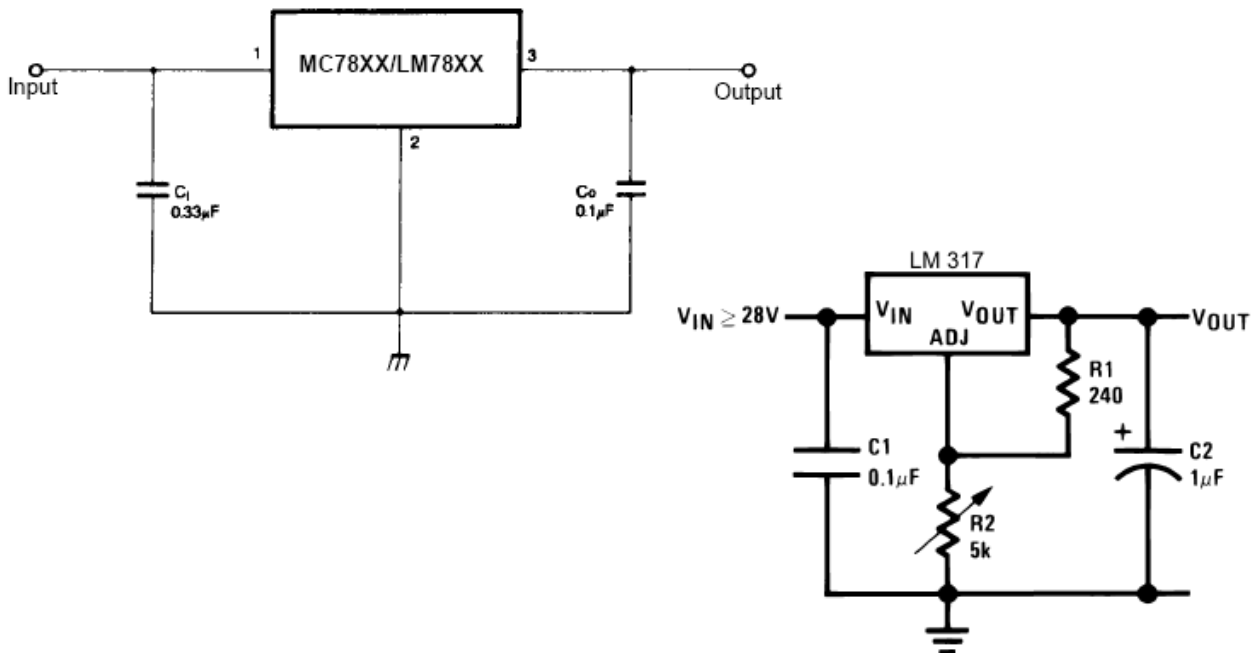 1
MC78XX/LM78XX
3
Input
Output
2
C₁
0.33μF
Co
0.1μF
LM 317
VIN ≥ 28V
VIN
VOUT
ADJ
VOUT
R1
240
C1
0.1μF
+
C2
1μF
R2
5k